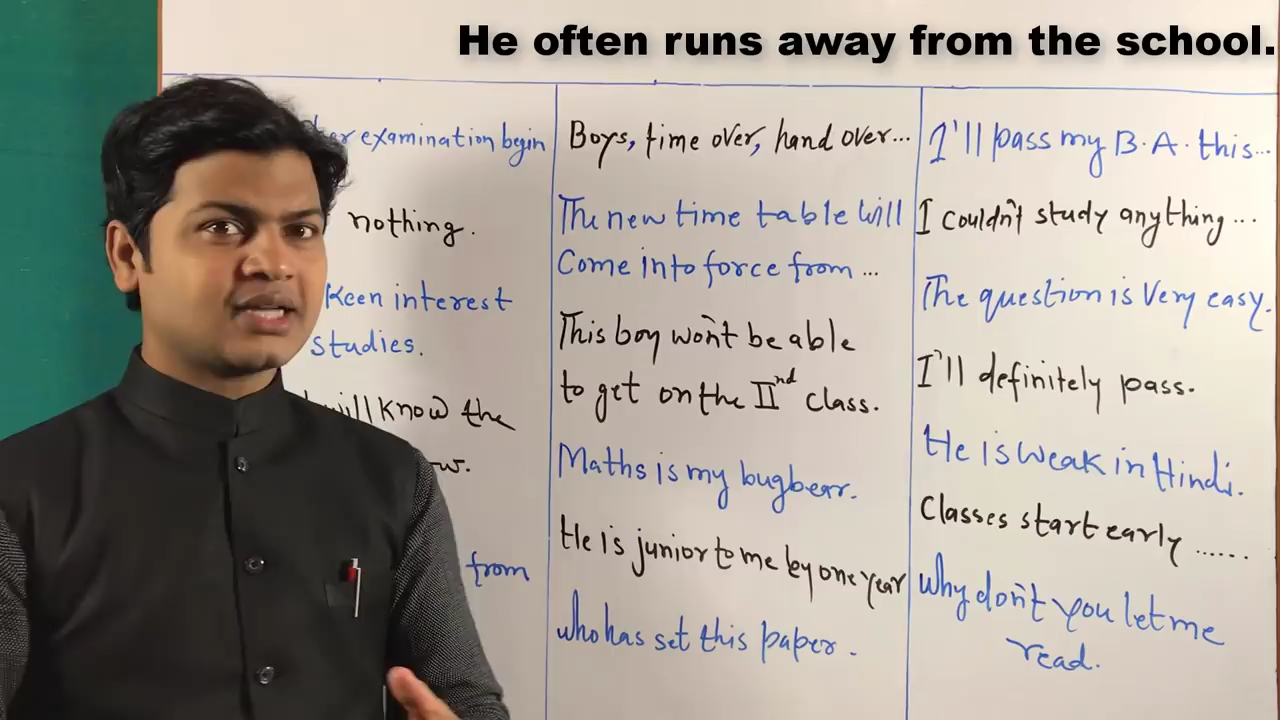 He often runs away from the school.
examination begin
nothing.
Keen interest
studies.
will know the
from
Boys, time over, hand over...
The new time table will
Come into force from ...
This boy won't be able
to get on the IInd class.
Maths is my bugbear.
He is junior to me by one year
who has set this paper.
I'll pass my B.A. this...
I couldn't study anything...
The question is Very easy.
I'll definitely pass.
He is weak in Hindi.
Classes start early ......
Why don't you let me
read.